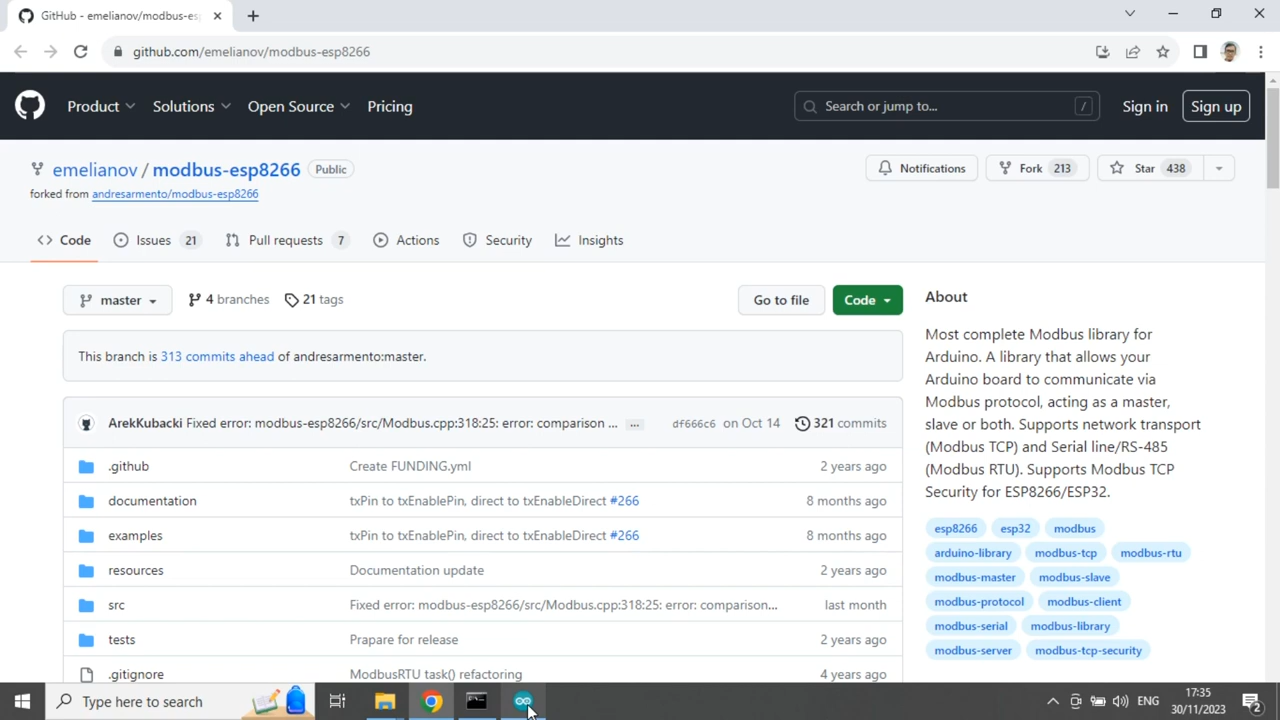 GitHub - emelianov/modbus-es
github.com/emelianov/modbus-esp8266
Product Solutions Open Source Pricing Search or jump to... / Sign in Sign up
emelianov / modbus-esp8266 Public
Notifications Fork 213 Star 438
forked from andresarmento/modbus-esp8266
Code Issues 21 Pull requests 7 Actions Security Insights
master 4 branches 21 tags Go to file Code
This branch is 313 commits ahead of andresarmento:master.
ArekKubacki Fixed error: modbus-esp8266/src/Modbus.cpp:318:25: error: comparison ... ... df666c6 on Oct 14 321 commits
.github Create FUNDING.yml 2 years ago
documentation txPin to txEnablePin, direct to txEnableDirect #266 8 months ago
examples txPin to txEnablePin, direct to txEnableDirect #266 8 months ago
resources Documentation update 2 years ago
src Fixed error: modbus-esp8266/src/Modbus.cpp:318:25: error: comparison... last month
tests Prapare for release 2 years ago
.gitignore ModbusRTU task() refactoring 4 years ago
About
Most complete Modbus library for
Arduino. A library that allows your
Arduino board to communicate via
Modbus protocol, acting as a master,
slave or both. Supports network transport
(Modbus TCP) and Serial line/RS-485
(Modbus RTU). Supports Modbus TCP
Security for ESP8266/ESP32.
esp8266 esp32 modbus
arduino-library modbus-tcp modbus-rtu
modbus-master modbus-slave
modbus-protocol modbus-client
modbus-serial modbus-library
modbus-server modbus-tcp-security
Type here to search
ENG
17:35
30/11/2023
2